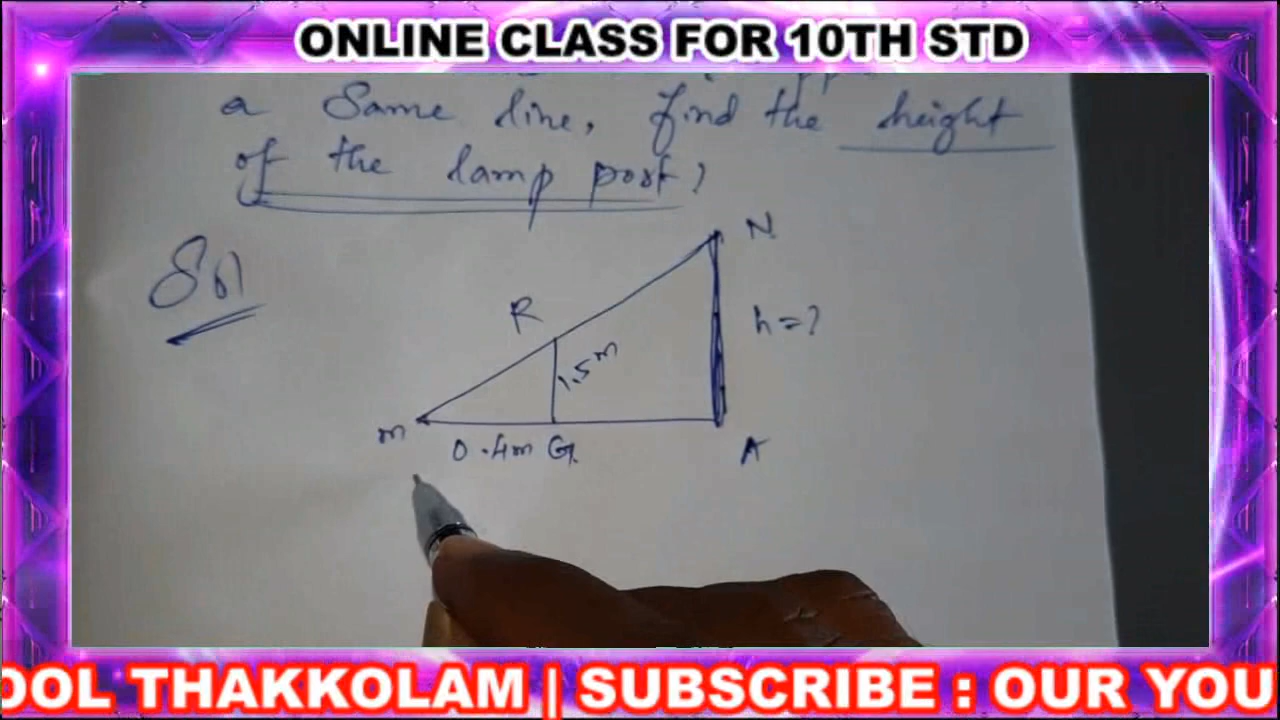 ONLINE CLASS FOR 10TH STD
a Same line, find the height
of the lamp post?
Sol
N
R
h=?
1.5m
m
0.4m
G
A
OOL THAKKOLAM | SUBSCRIBE : OUR YOU